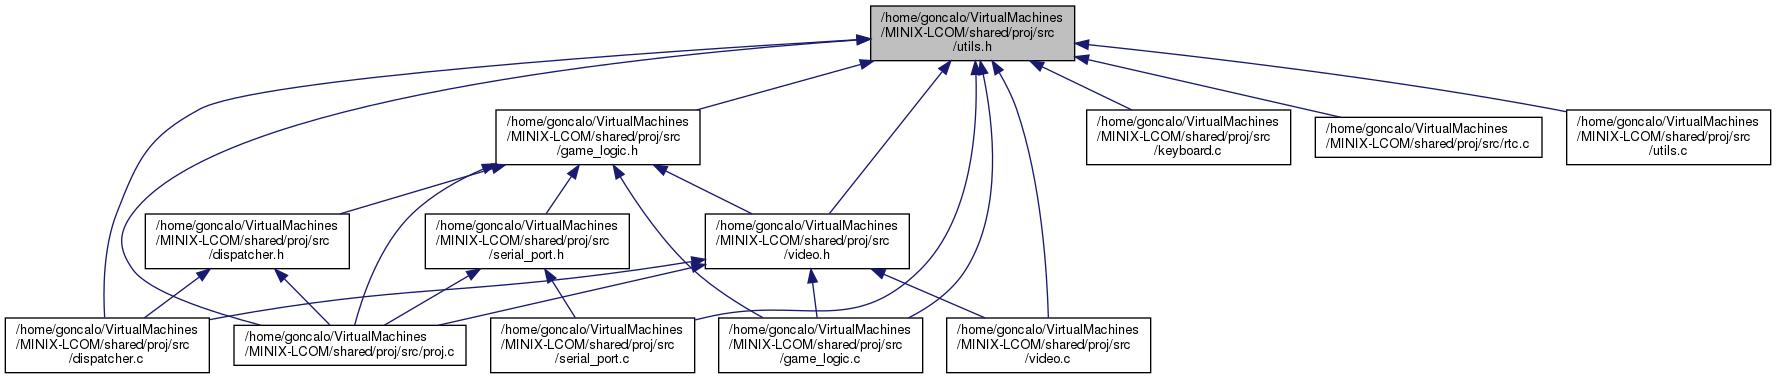 /home/goncalo/VirtualMachines
/MINIX-LCOM/shared/proj/src
/utils.h
/home/goncalo/VirtualMachines
/MINIX-LCOM/shared/proj/src
/game_logic.h
/home/goncalo/VirtualMachines
/MINIX-LCOM/shared/proj/src
/keyboard.c
/home/goncalo/VirtualMachines
/MINIX-LCOM/shared/proj/src/rtc.c
/home/goncalo/VirtualMachines
/MINIX-LCOM/shared/proj/src
/utils.c
/home/goncalo/VirtualMachines
/MINIX-LCOM/shared/proj/src
/dispatcher.h
/home/goncalo/VirtualMachines
/MINIX-LCOM/shared/proj/src
/serial_port.h
/home/goncalo/VirtualMachines
/MINIX-LCOM/shared/proj/src
/video.h
/home/goncalo/VirtualMachines
/MINIX-LCOM/shared/proj/src
/dispatcher.c
/home/goncalo/VirtualMachines
/MINIX-LCOM/shared/proj/src/proj.c
/home/goncalo/VirtualMachines
/MINIX-LCOM/shared/proj/src
/serial_port.c
/home/goncalo/VirtualMachines
/MINIX-LCOM/shared/proj/src
/game_logic.c
/home/goncalo/VirtualMachines
/MINIX-LCOM/shared/proj/src
/video.c